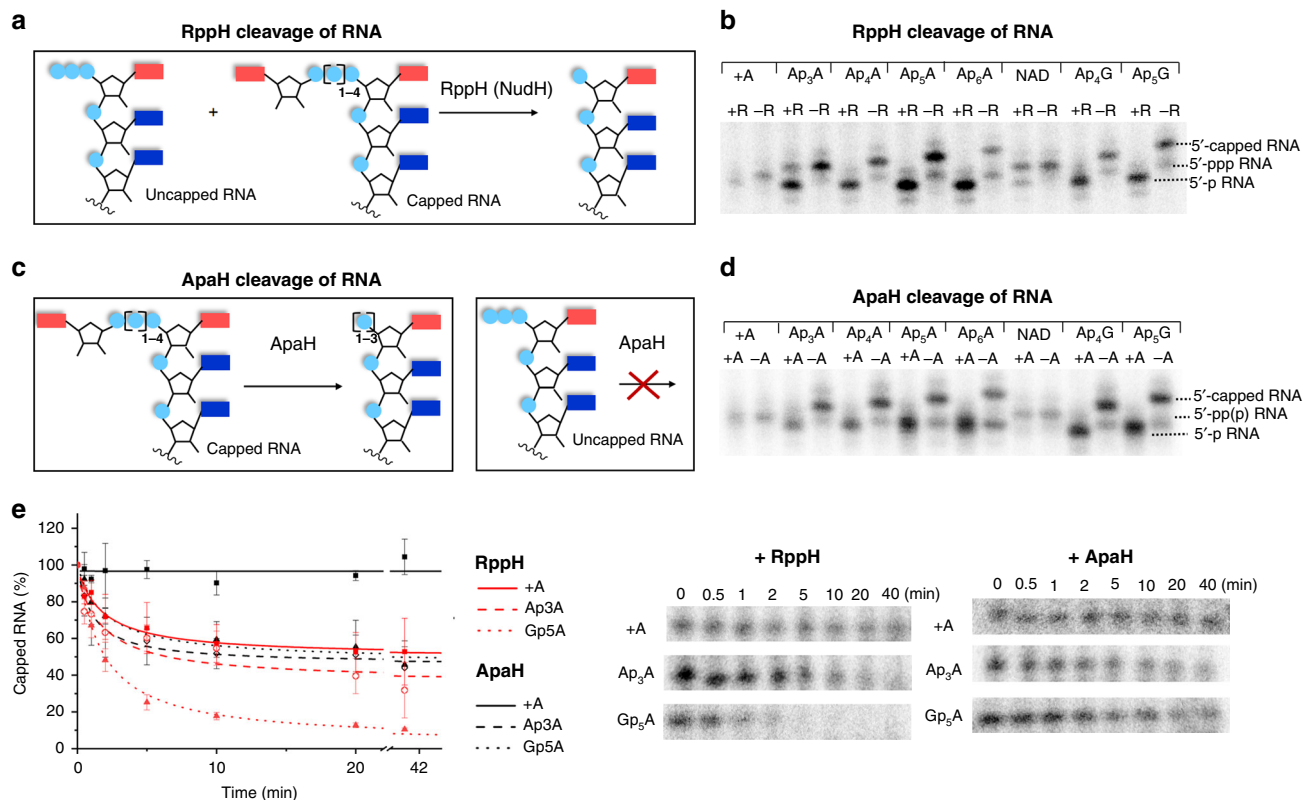 a
RppH cleavage of RNA
1–4
RppH (NudH)
+
Uncapped RNA
Capped RNA
b
RppH cleavage of RNA
+A Ap3A Ap4A Ap5A Ap6A NAD Ap4G Ap5G
+R –R +R –R +R –R +R –R +R –R +R –R +R –R +R –R
5′-capped RNA
5′-ppp RNA
5′-p RNA
c
ApaH cleavage of RNA
1–4
ApaH
1–3
Capped RNA
ApaH
Uncapped RNA
d
ApaH cleavage of RNA
+A Ap3A Ap4A Ap5A Ap6A NAD Ap4G Ap5G
+A –A +A –A +A –A +A –A +A –A +A –A +A –A +A –A
5′-capped RNA
5′-pp(p) RNA
5′-p RNA
e
Capped RNA (%)
120
100
80
60
40
20
0
0 10 20 42
Time (min)
RppH
+A
Ap3A
Gp5A
ApaH
+A
Ap3A
Gp5A
+ RppH
0 0.5 1 2 5 10 20 40 (min)
+A
Ap3A
Gp5A
+ ApaH
0 0.5 1 2 5 10 20 40 (min)
+A
Ap3A
Gp5A